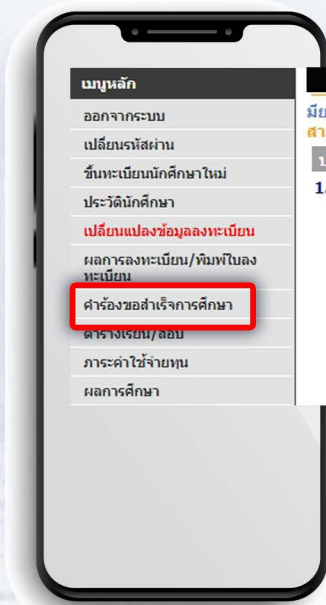 เมนูหลัก
ออกจากระบบ
เปลี่ยนรหัสผ่าน
ขึ้นทะเบียนนักศึกษาใหม่
ประวัตินักศึกษา
เปลี่ยนแปลงข้อมูลลงทะเบียน
ผลการลงทะเบียน/พิมพ์ใบลง
ทะเบียน
คำร้องขอสำเร็จการศึกษา
ตารางเรียน/สอบ
ภาระค่าใช้จ่ายทุน
ผลการศึกษา
1.